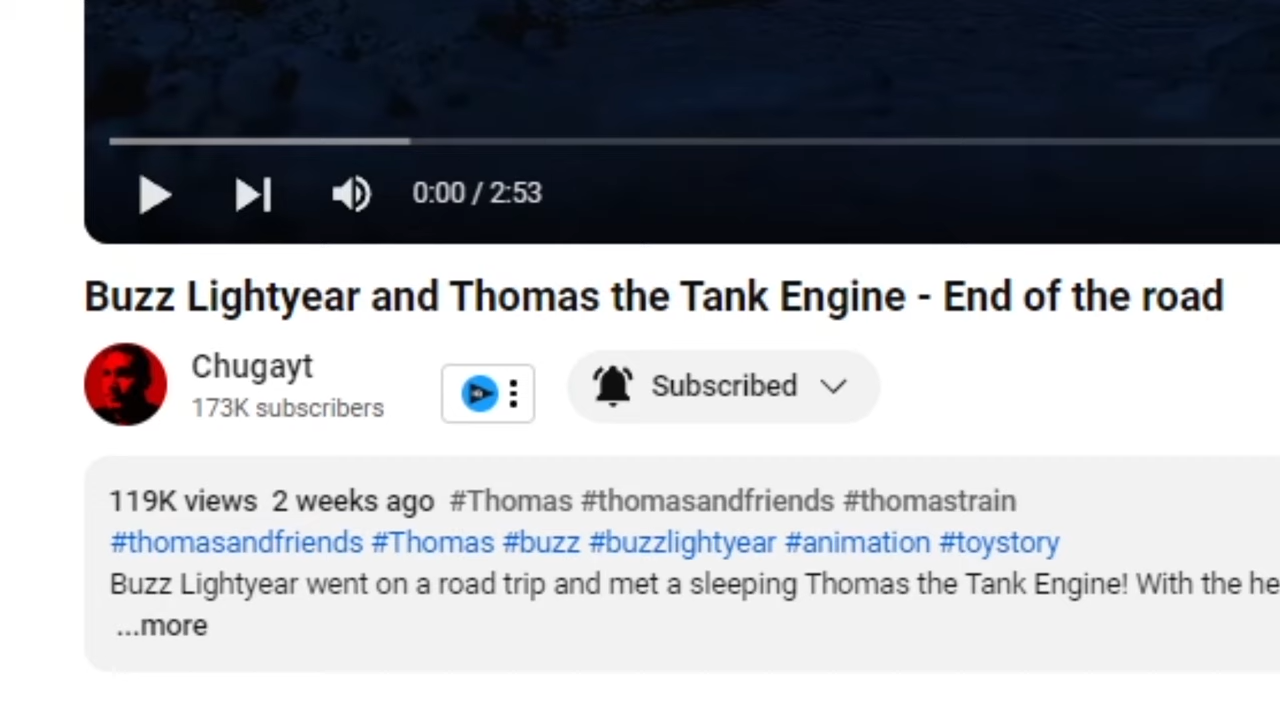 0:00 / 2:53
Buzz Lightyear and Thomas the Tank Engine - End of the road
Chugayt
173K subscribers
Subscribed
119K views 2 weeks ago #Thomas #thomasandfriends #thomastrain
#thomasandfriends #Thomas #buzz #buzzlightyear #animation #toystory
Buzz Lightyear went on a road trip and met a sleeping Thomas the Tank Engine! With the he
...more